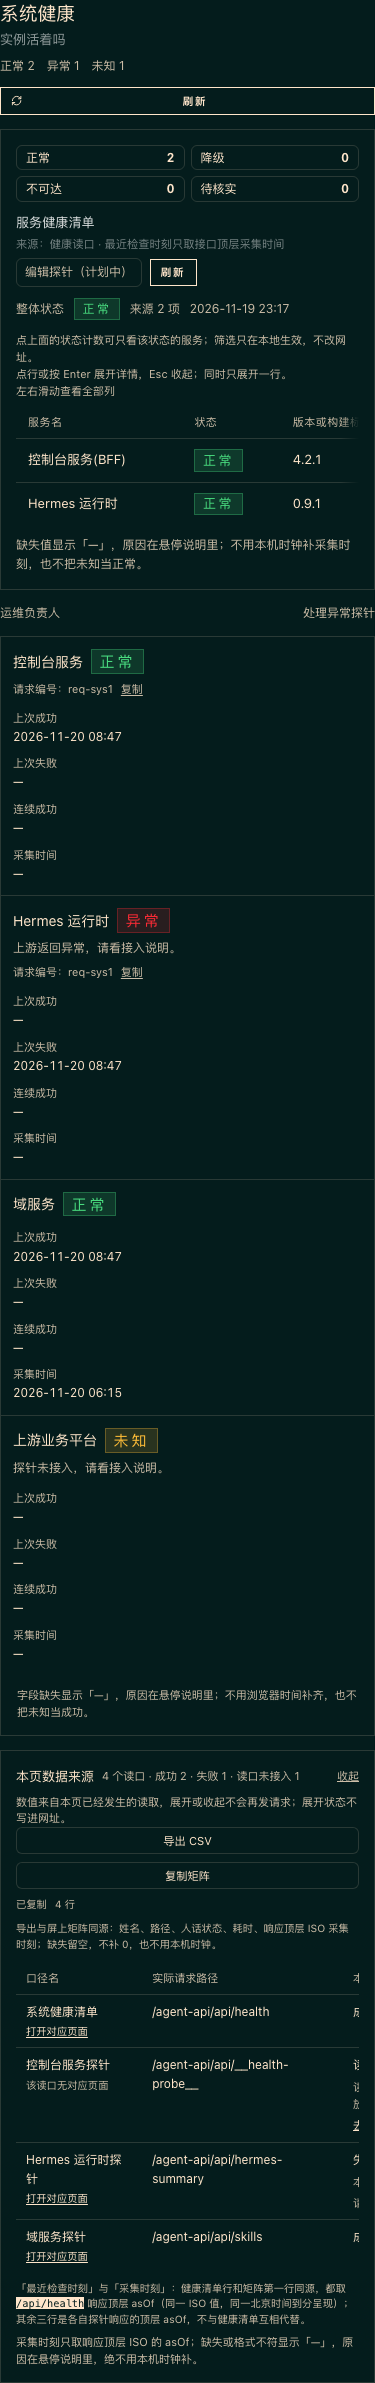 系统健康
实例活着吗
正常 2 异常 1 未知 1
刷新
正常 2 降级 0
不可达 0 待核实 0
服务健康清单
来源：健康读口 · 最近检查时刻只取接口顶层采集时间
编辑探针（计划中） 刷新
整体状态 正常 来源 2 项 2026-11-19 23:17
点上面的状态计数可只看该状态的服务；筛选只在本地生效，不改网
址。
点行或按 Enter 展开详情，Esc 收起；同时只展开一行。
左右滑动查看全部列
服务名 状态 版本或构建
控制台服务(BFF) 正常 4.2.1
Hermes 运行时 正常 0.9.1
缺失值显示「—」，原因在悬停说明里；不用本机时钟补采集时
刻，也不把未知当正常。
运维负责人 处理异常探针
控制台服务 正常
请求编号：req-sys1 复制
上次成功
2026-11-20 08:47
上次失败
—
连续成功
—
采集时间
—
Hermes 运行时 异常
上游返回异常，请看接入说明。
请求编号：req-sys1 复制
上次成功
—
上次失败
2026-11-20 08:47
连续成功
—
采集时间
—
域服务 正常
上次成功
2026-11-20 08:47
上次失败
—
连续成功
—
采集时间
2026-11-20 06:15
上游业务平台 未知
探针未接入，请看接入说明。
上次成功
—
上次失败
—
连续成功
—
采集时间
—
字段缺失显示「—」，原因在悬停说明里；不用浏览器时间补齐，也不
把未知当成功。
本页数据来源 4 个读口 · 成功 2 · 失败 1 · 读口未接入 1 收起
数值来自本页已经发生的读取，展开或收起不会再发请求；展开状态不
写进网址。
导出 CSV
复制矩阵
已复制 4 行
导出与屏上矩阵同源：姓名、路径、人话状态、耗时、响应顶层 ISO 采集
时刻；缺失留空，不补 0，也不用本机时钟。
口径名 实际请求路径
系统健康清单 /agent-api/api/health
打开对应页面
控制台服务探针 /agent-api/api/__health-
该读口无对应页面 probe__
Hermes 运行时探 /agent-api/api/hermes-
针 summary
打开对应页面
域服务探针 /agent-api/api/skills
打开对应页面
「最近检查时刻」与「采集时刻」：健康清单行和矩阵第一行同源，都取
/api/health 响应顶层 asOf（同一 ISO 值，同一北京时间到分呈现）；
其余三行是各自探针响应的顶层 asOf，不与健康清单互相代替。
采集时刻只取响应顶层 ISO 的 asOf；缺失或格式不符显示「—」，原
因在悬停说明里，绝不用本机时钟补。